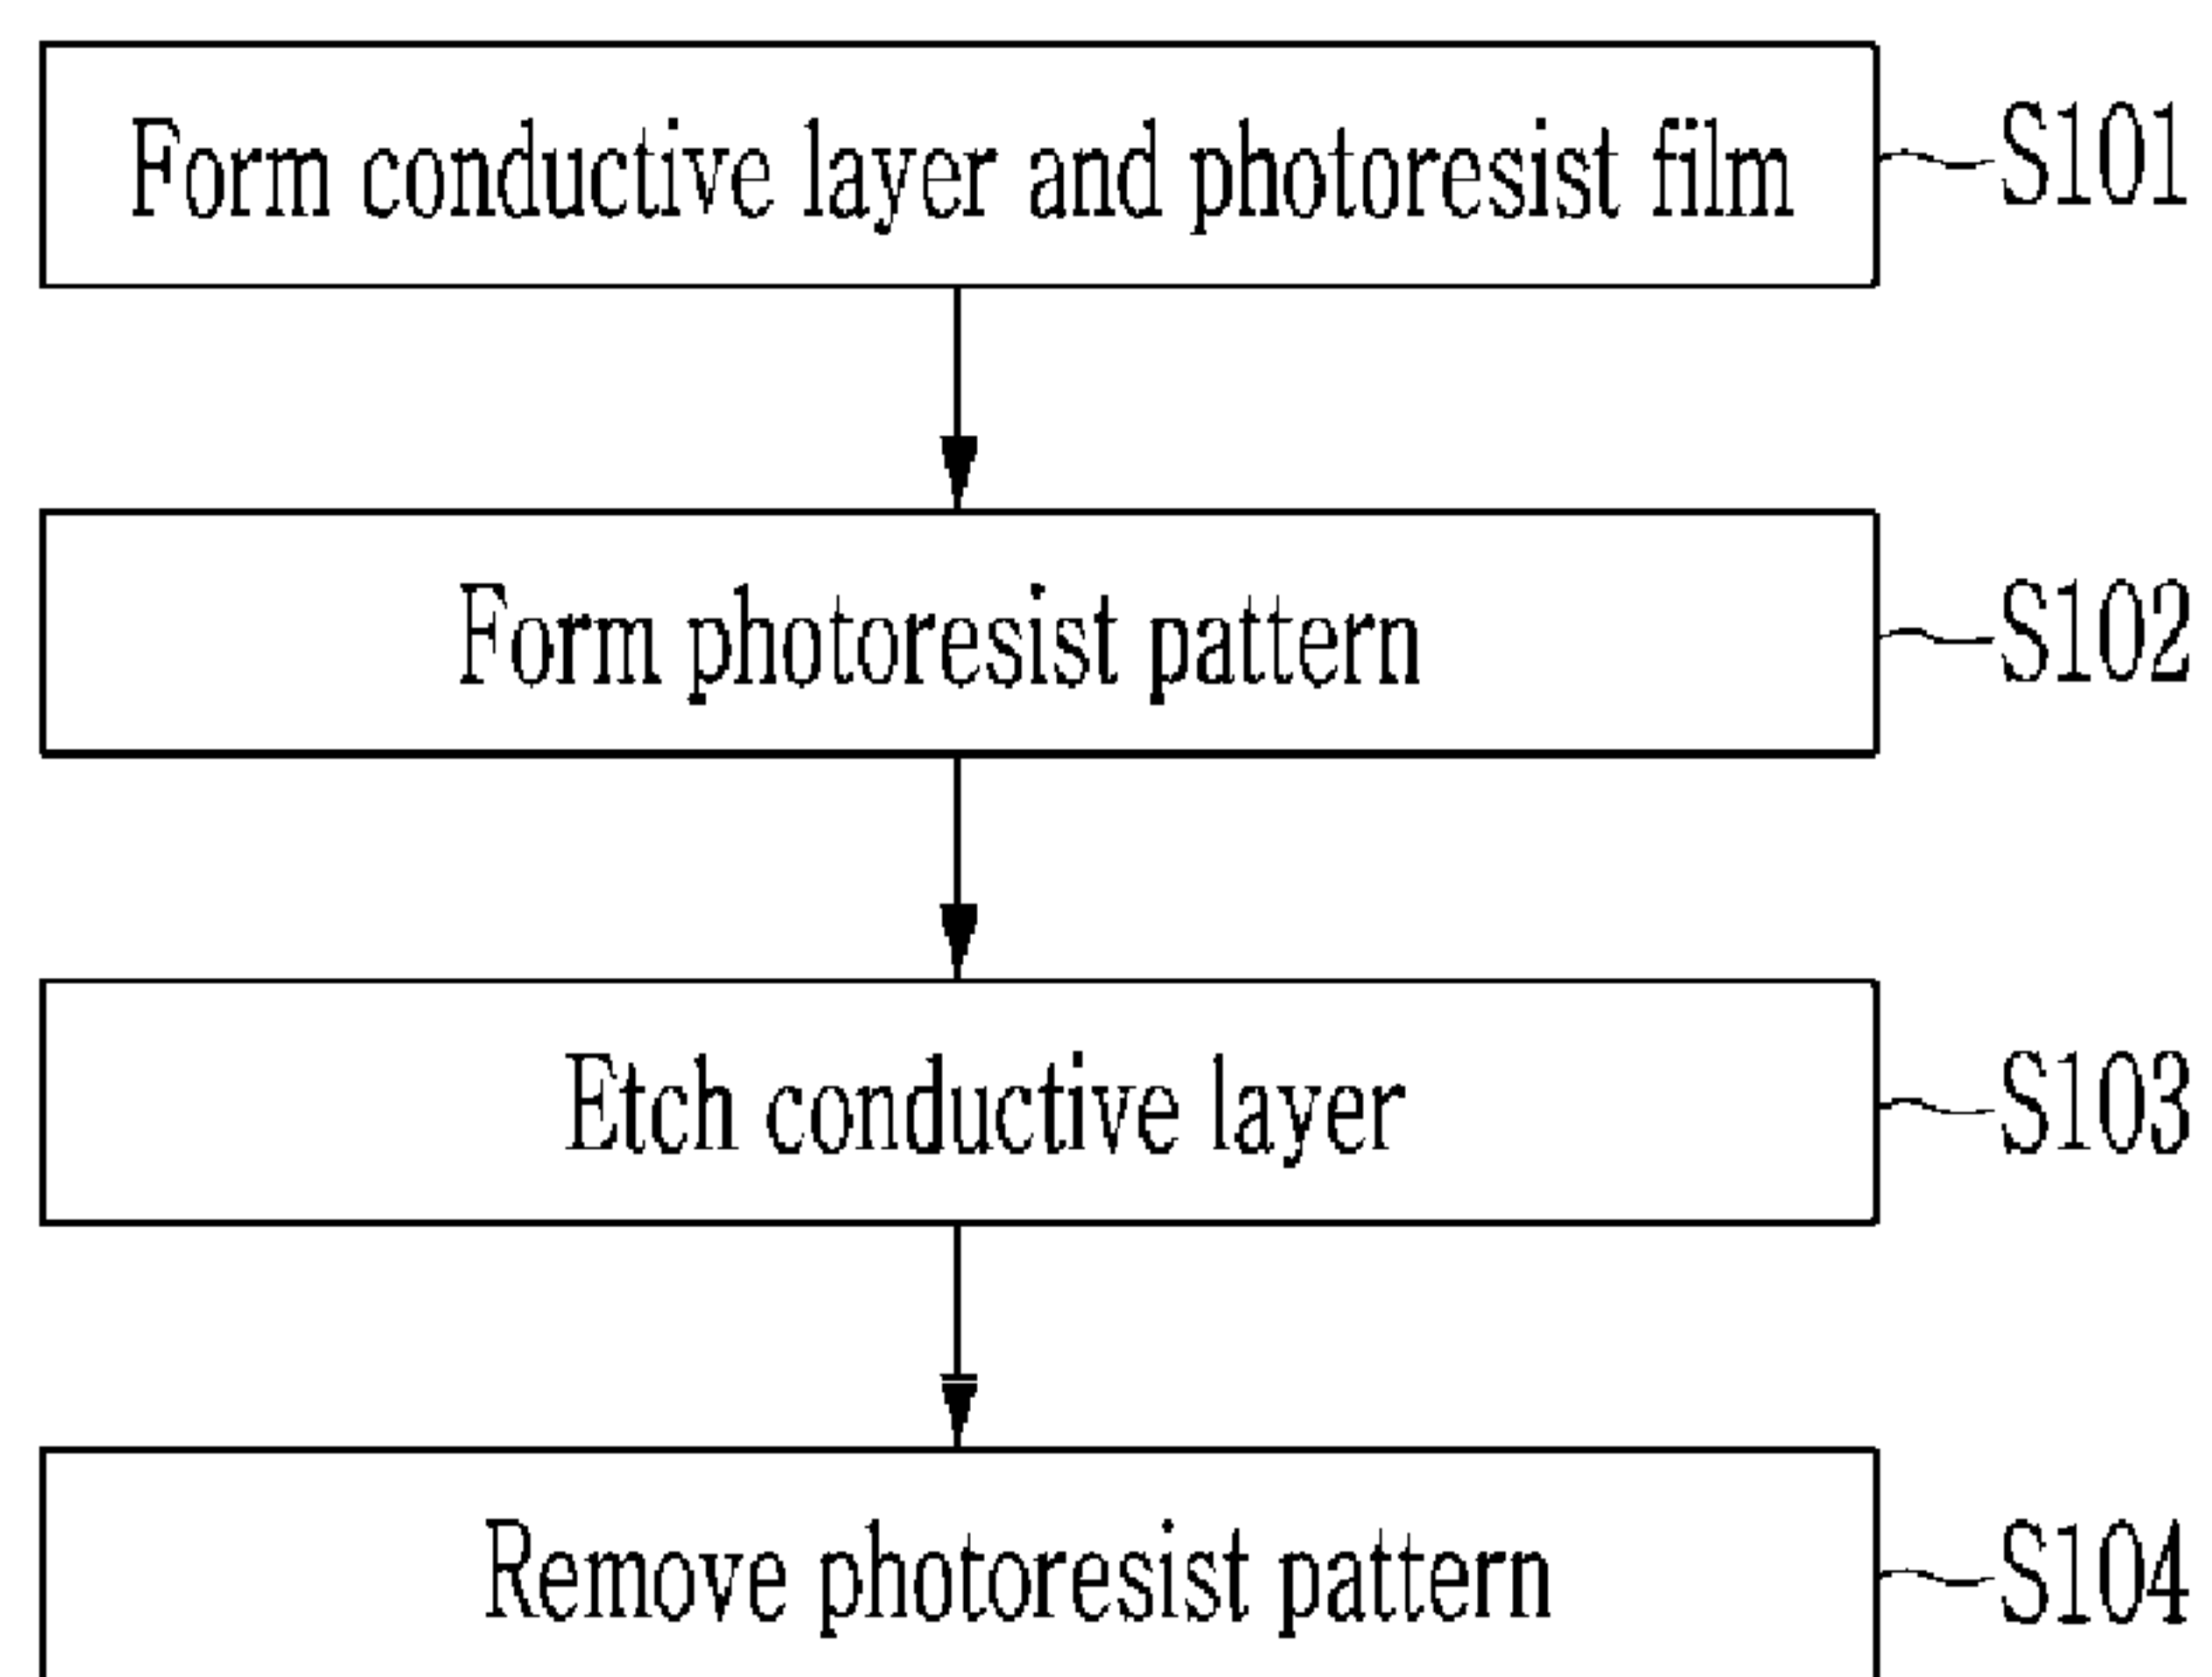 Form conductive layer and photoresist film S101
Form photoresist pattern S102
Etch conductive layer S103
Remove photoresist pattern S104